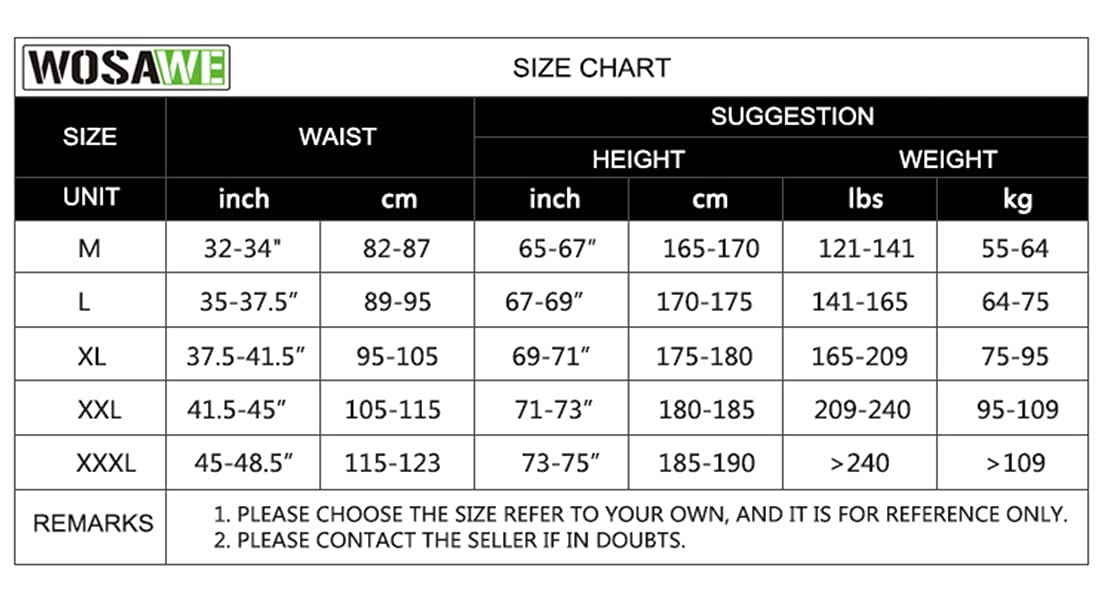 WOSAWE SIZE CHART
SUGGESTION
SIZE WAIST
HEIGHT WEIGHT
UNIT inch cm inch cm lbs kg
M 32-34" 82-87 65-67″ 165-170 121-141 55-64
L 35-37.5″ 89-95 67-69″ 170-175 141-165 64-75
XL 37.5-41.5″ 95-105 69-71″ 175-180 165-209 75-95
XXL 41.5-45″ 105-115 71-73″ 180-185 209-240 95-109
XXXL 45-48.5″ 115-123 73-75″ 185-190 >240 >109
REMARKS
1. PLEASE CHOOSE THE SIZE REFER TO YOUR OWN, AND IT IS FOR REFERENCE ONLY.
2. PLEASE CONTACT THE SELLER IF IN DOUBTS.